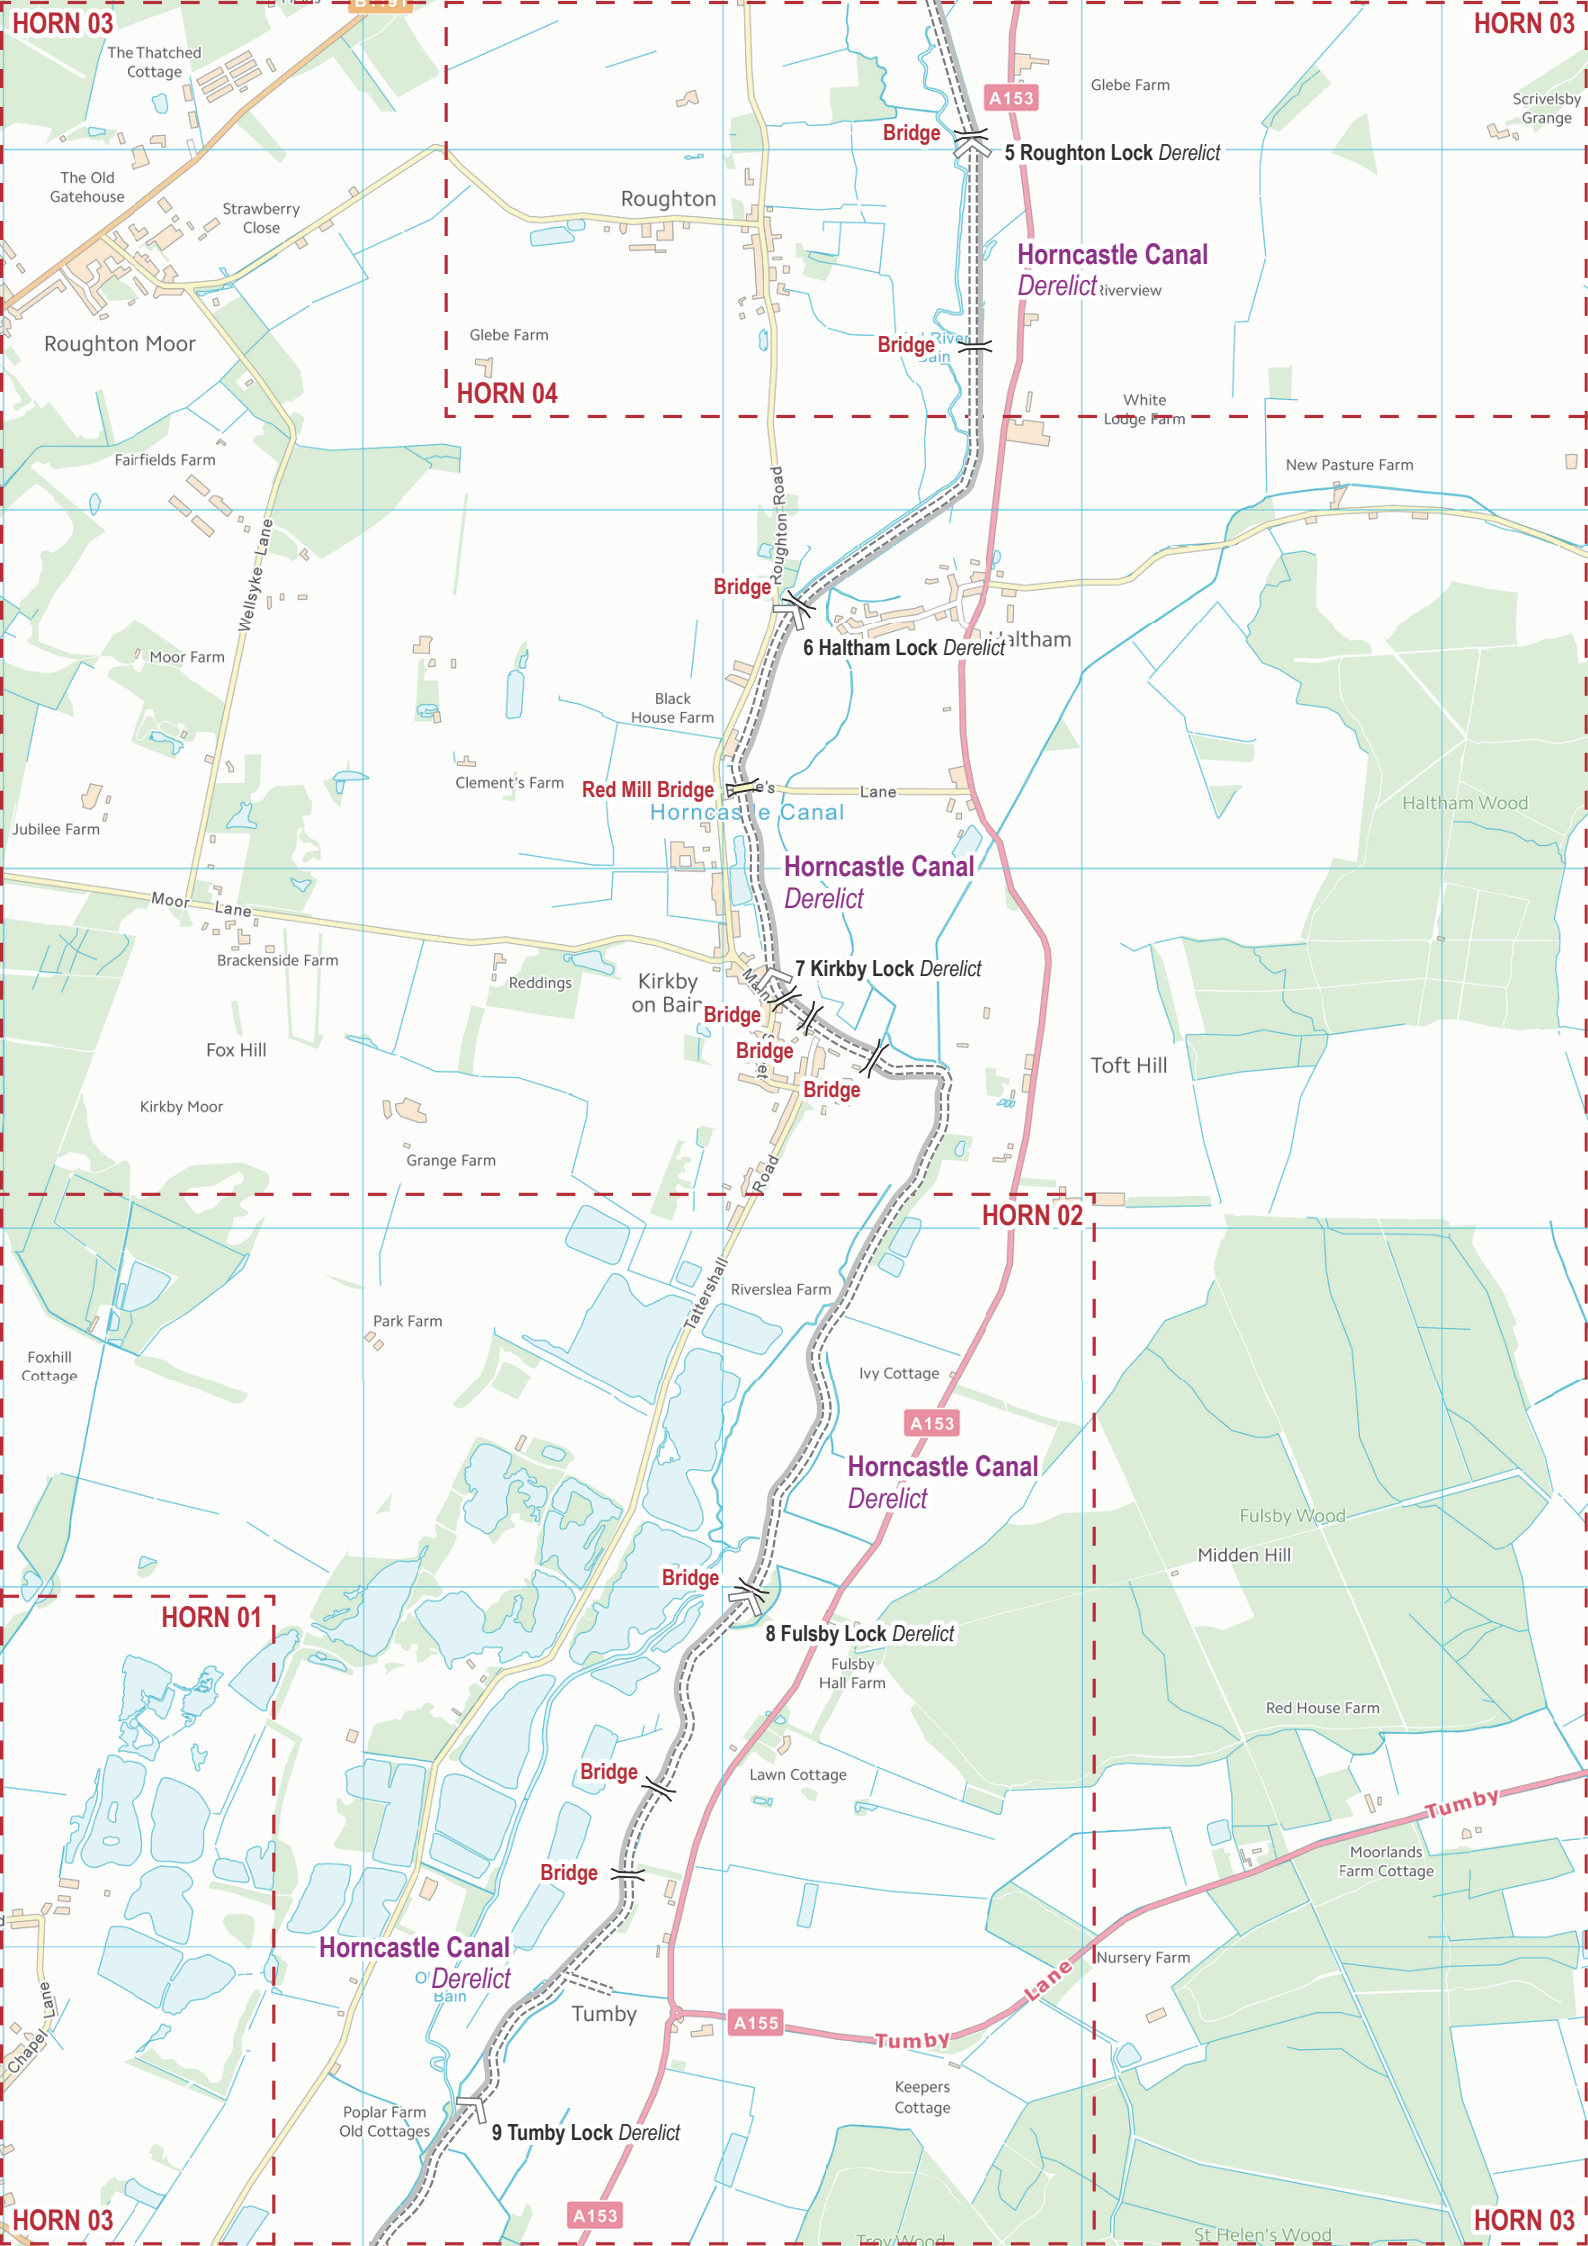 HORN 03
B1191
HORN 03
The Thatched
Cottage
A153
Glebe Farm
Scrivelsby
Grange
Bridge
5 Roughton Lock Derelict
The Old
Gatehouse
Strawberry
Close
Roughton
Horncastle Canal
Derelict
Riverview
Roughton Moor
Glebe Farm
Bridge
HORN 04
White
Lodge Farm
Fairfields Farm
New Pasture Farm
Roughton Road
Wellsyke Lane
Bridge
6 Haltham Lock Derelict
Moor Farm
Black
House Farm
Clement's Farm
Red Mill Bridge
Lane
Horncastle Canal
Haltham Wood
Jubilee Farm
Horncastle Canal
Derelict
Moor Lane
Brackenside Farm
Reddings
Kirkby
on Bain
Main
7 Kirkby Lock Derelict
Bridge
Bridge
Bridge
Fox Hill
Toft Hill
Kirkby Moor
Grange Farm
Tattershall Road
HORN 02
Riverslea Farm
Park Farm
Foxhill
Cottage
Ivy Cottage
A153
Horncastle Canal
Derelict
Fulsby Wood
Midden Hill
Bridge
HORN 01
8 Fulsby Lock Derelict
Fulsby
Hall Farm
Red House Farm
Bridge
Lawn Cottage
Tumby
Moorlands
Farm Cottage
Bridge
Horncastle Canal
Derelict
Bain
Nursery Farm
Lane
Tumby
A155
Tumby
Chapel Lane
Keepers
Cottage
Poplar Farm
Old Cottages
9 Tumby Lock Derelict
A153
HORN 03
Troy Wood
St Helen's Wood
HORN 03